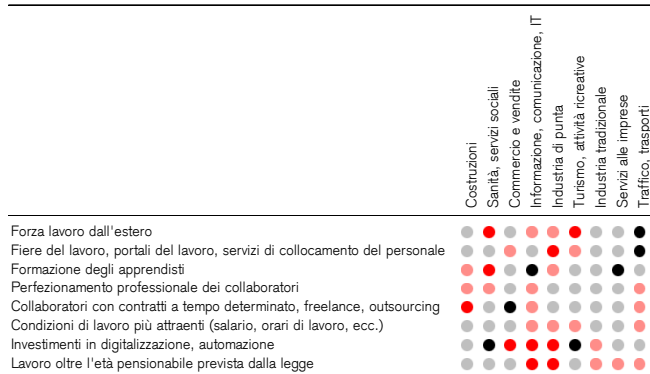 Costruzioni
Sanità, servizi sociali
Commercio e vendite
Informazione, comunicazione, IT
Industria di punta
Turismo, attività ricreative
Industria tradizionale
Servizi alle imprese
Traffico, trasporti
Forza lavoro dall'estero
Fiere del lavoro, portali del lavoro, servizi di collocamento del personale
Formazione degli apprendisti
Perfezionamento professionale dei collaboratori
Collaboratori con contratti a tempo determinato, freelance, outsourcing
Condizioni di lavoro più attraenti (salario, orari di lavoro, ecc.)
Investimenti in digitalizzazione, automazione
Lavoro oltre l'età pensionabile prevista dalla legge